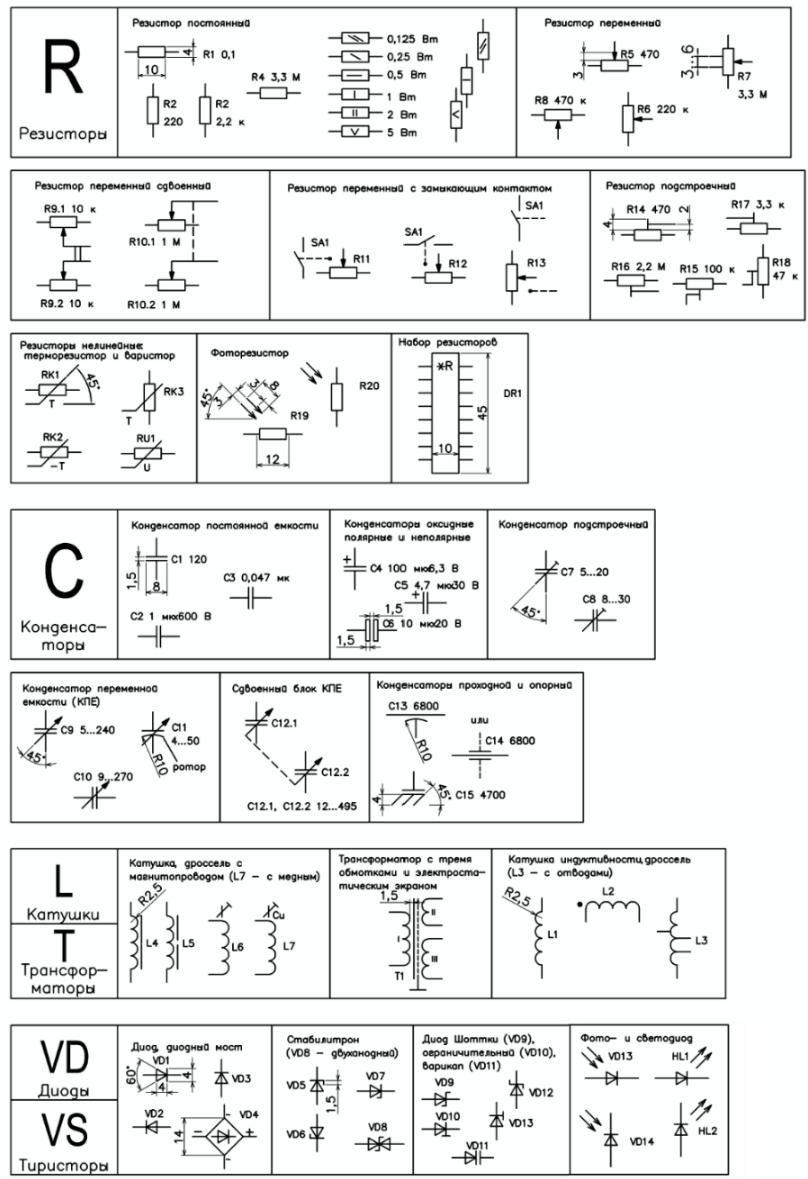 R
Резисторы
Резистор постоянный
R1 0,1
4
10
R2
220
R2
2,2 к
R4 3,3 М
0,125 Вт
0,25 Вт
0,5 Вт
1 Вт
2 Вт
5 Вт
Резистор переменный
R5 470
3
3...6
R7
3,3 М
R8 470 к
R6 220 к
Резистор переменный сдвоенный
R9.1 10 к
R10.1 1 М
R9.2 10 к
R10.2 1 М
Резистор переменный с замыкающим контактом
SA1
R11
SA1
R12
SA1
R13
Резистор подстроечный
R14 470
4
2
R17 3,3 к
R16 2,2 М
R15 100 к
R18
47 к
Резисторы нелинейные:
терморезистор и варистор
RK1
45°
T
RK3
T
RK2
-T
RU1
U
Фоторезистор
45°
3
3
8
R19
12
R20
Набор резисторов
*R
10
45
DR1
C
Конденса-
торы
Конденсатор постоянной емкости
C1 120
1,5
8
C3 0,047 мк
C2 1 мкх600 В
Конденсаторы оксидные
полярные и неполярные
+
C4 100 мкх6,3 В
C5 4,7 мкх30 В
+
1,5
C6 10 мкх20 В
1,5
Конденсатор подстроечный
C7 5...20
45°
C8 8...30
Конденсатор переменной
емкости (КПЕ)
C9 5...240
45°
C11
4...50
R10
ротор
C10 9...270
Сдвоенный блок КПЕ
C12.1
C12.2
C12.1, C12.2 12...495
Конденсаторы проходной и опорный
C13 6800
R10
или
C14 6800
4
45°
C15 4700
L
Катушки
T
Трансфор-
маторы
Катушка, дроссель с
магнитопроводом (L7 - с медным)
R2,5
L4
L5
L6
Cu
L7
Трансформатор с тремя
обмотками и электроста-
тическим экраном
1,5
I
II
III
T1
Катушка индуктивности, дроссель
(L3 - с отводами)
R2,5
L1
L2
L3
VD
Диоды
VS
Тиристоры
Диод, диодный мост
VD1
60°
4
4
VD3
VD2
14
VD4
-
-
-
+
Стабилитрон
(VD8 - двуханодный)
VD5
1,5
VD7
VD6
VD8
Диод Шоттки (VD9),
ограничительный (VD10),
варикап (VD11)
VD9
VD12
VD10
VD13
VD11
Фото- и светодиод
VD13
HL1
VD14
HL2